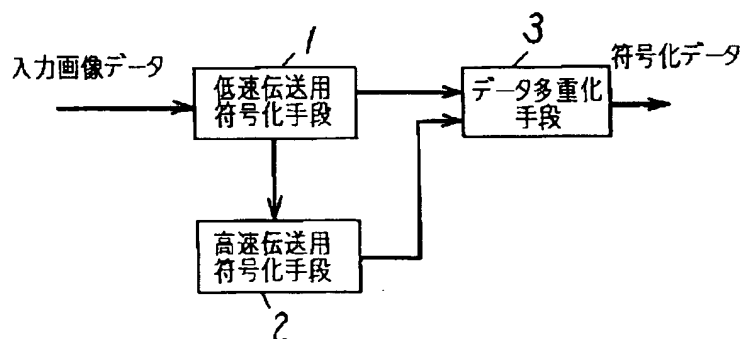 1
入力画像データ
低速伝送用
符号化手段
3
データ多重化
手段
符号化データ
高速伝送用
符号化手段
2